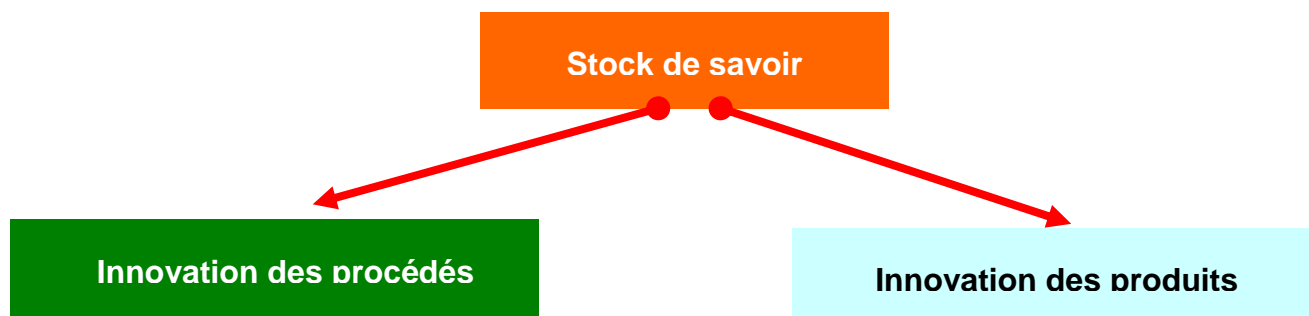 Stock de savoir
Innovation des procédés
Innovation des produits